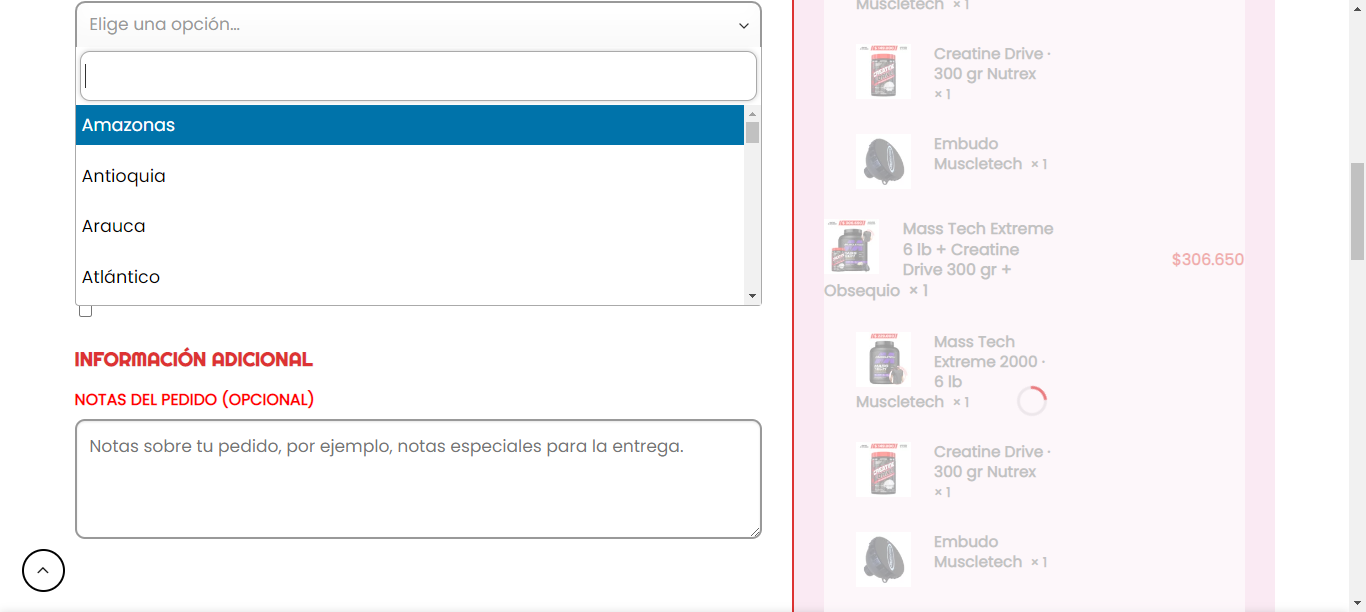 Elige una opción...
Amazonas
Antioquia
Arauca
Atlántico
INFORMACIÓN ADICIONAL
NOTAS DEL PEDIDO (OPCIONAL)
Notas sobre tu pedido, por ejemplo, notas especiales para la entrega.
Muscletech × 1
Creatine Drive ·
300 gr Nutrex
× 1
Embudo
Muscletech × 1
Mass Tech Extreme
6 lb + Creatine
Drive 300 gr +
Obsequio × 1
$306.650
Mass Tech
Extreme 2000 ·
6 lb
Muscletech × 1
Creatine Drive ·
300 gr Nutrex
× 1
Embudo
Muscletech × 1